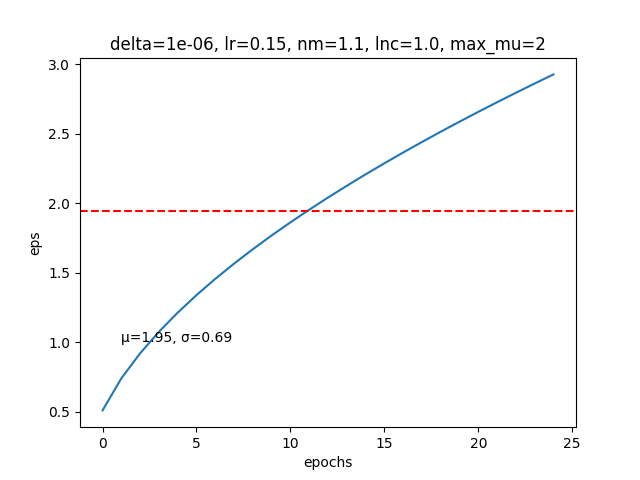 delta=1e-06, lr=0.15, nm=1.1, lnc=1.0, max_mu=2
3.0
2.5
2.0
1.5
1.0
0.5
eps
μ=1.95, σ=0.69
0 5 10 15 20 25
epochs